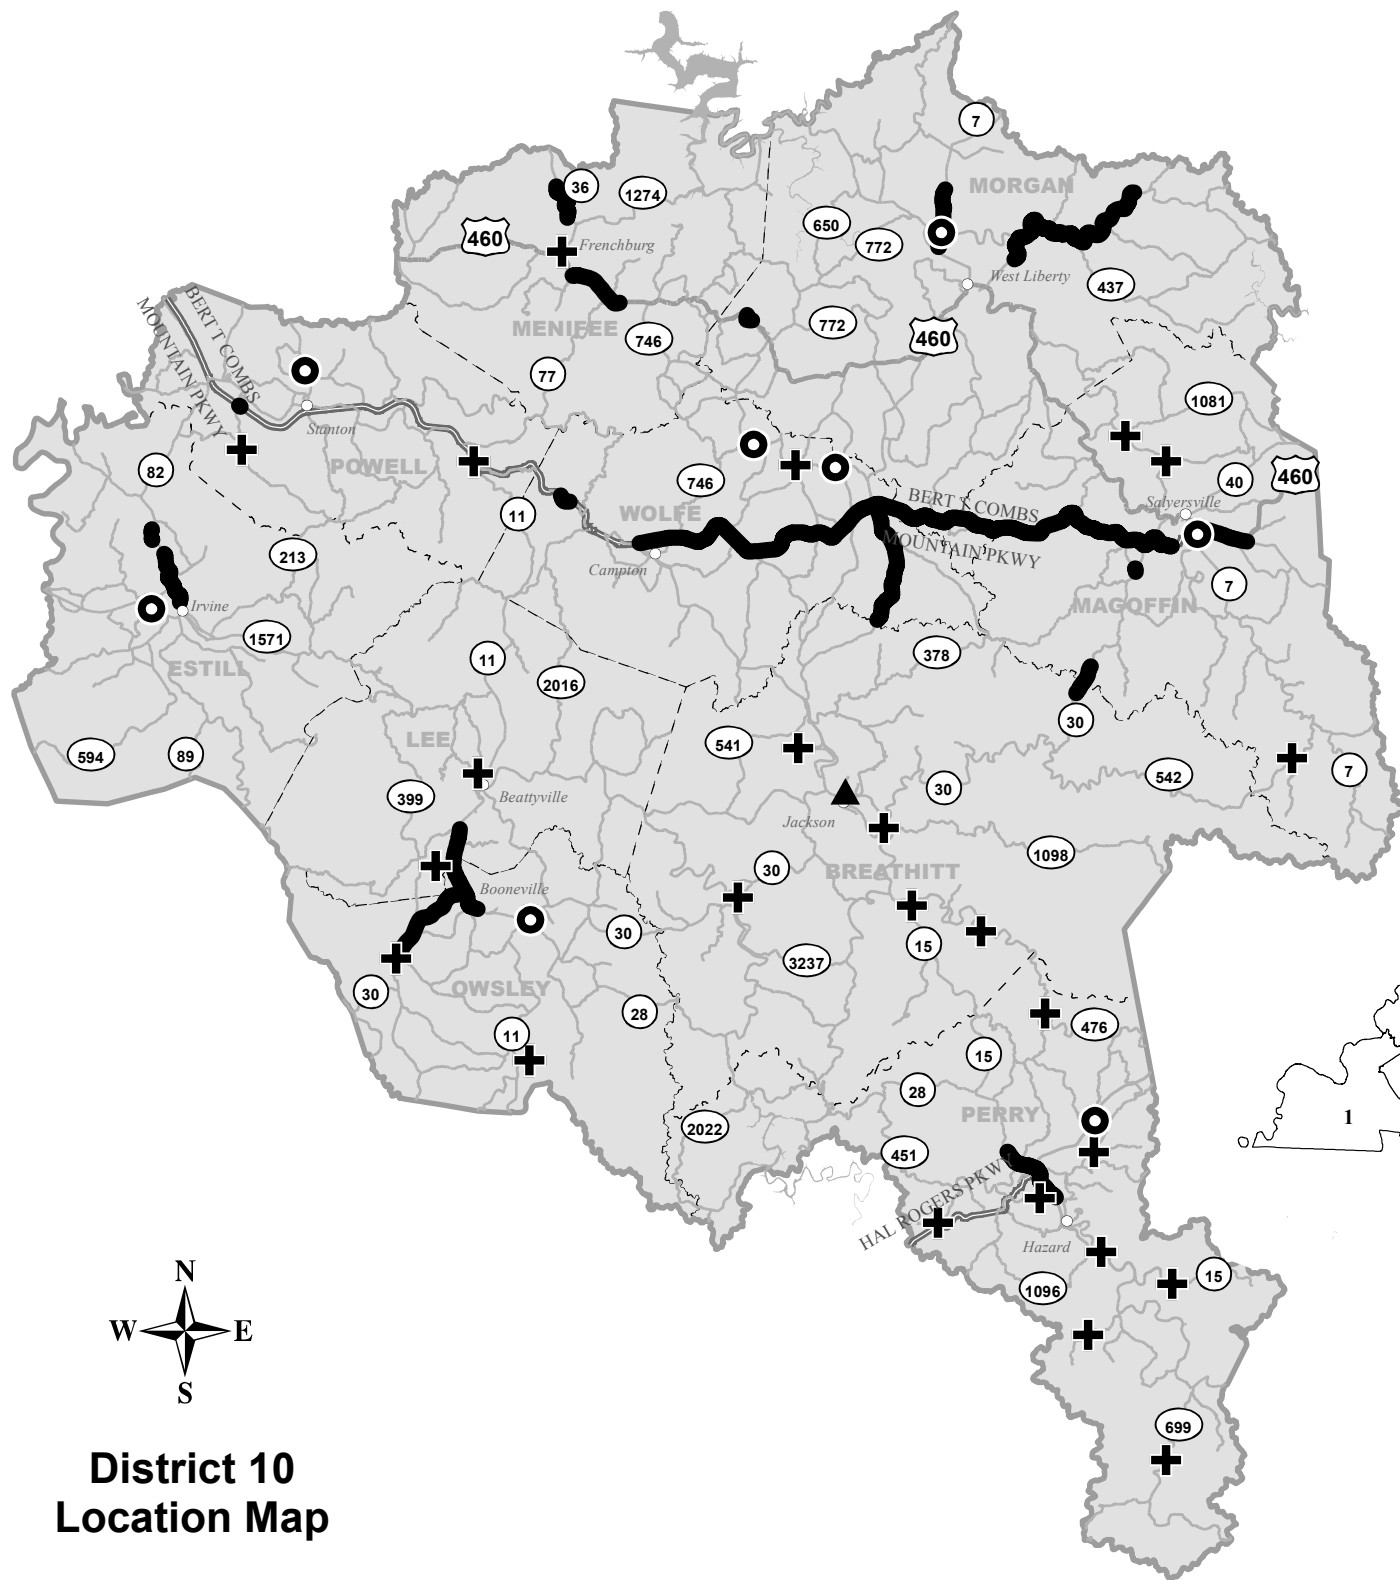 7
MORGAN
36
1274
650
772
460
Frenchburg
West Liberty
437
BERT T COMBS
MOUNTAIN PKWY
MENIFEE
746
772
460
77
1081
Stanton
POWELL
82
746
40
460
11
WOLFE
Salyersville
BERT T COMBS
MOUNTAIN PKWY
213
Campton
7
MAGOFFIN
Irvine
1571
ESTILL
11
378
2016
30
594
89
LEE
541
542
7
399
Beattyville
30
Jackson
1098
30
BREATHITT
Booneville
30
15
3237
30
OWSLEY
28
11
476
15
28
PERRY
2022
1
451
HAL ROGERS PKWY
Hazard
15
1096
N
W
E
S
699
District 10
Location Map